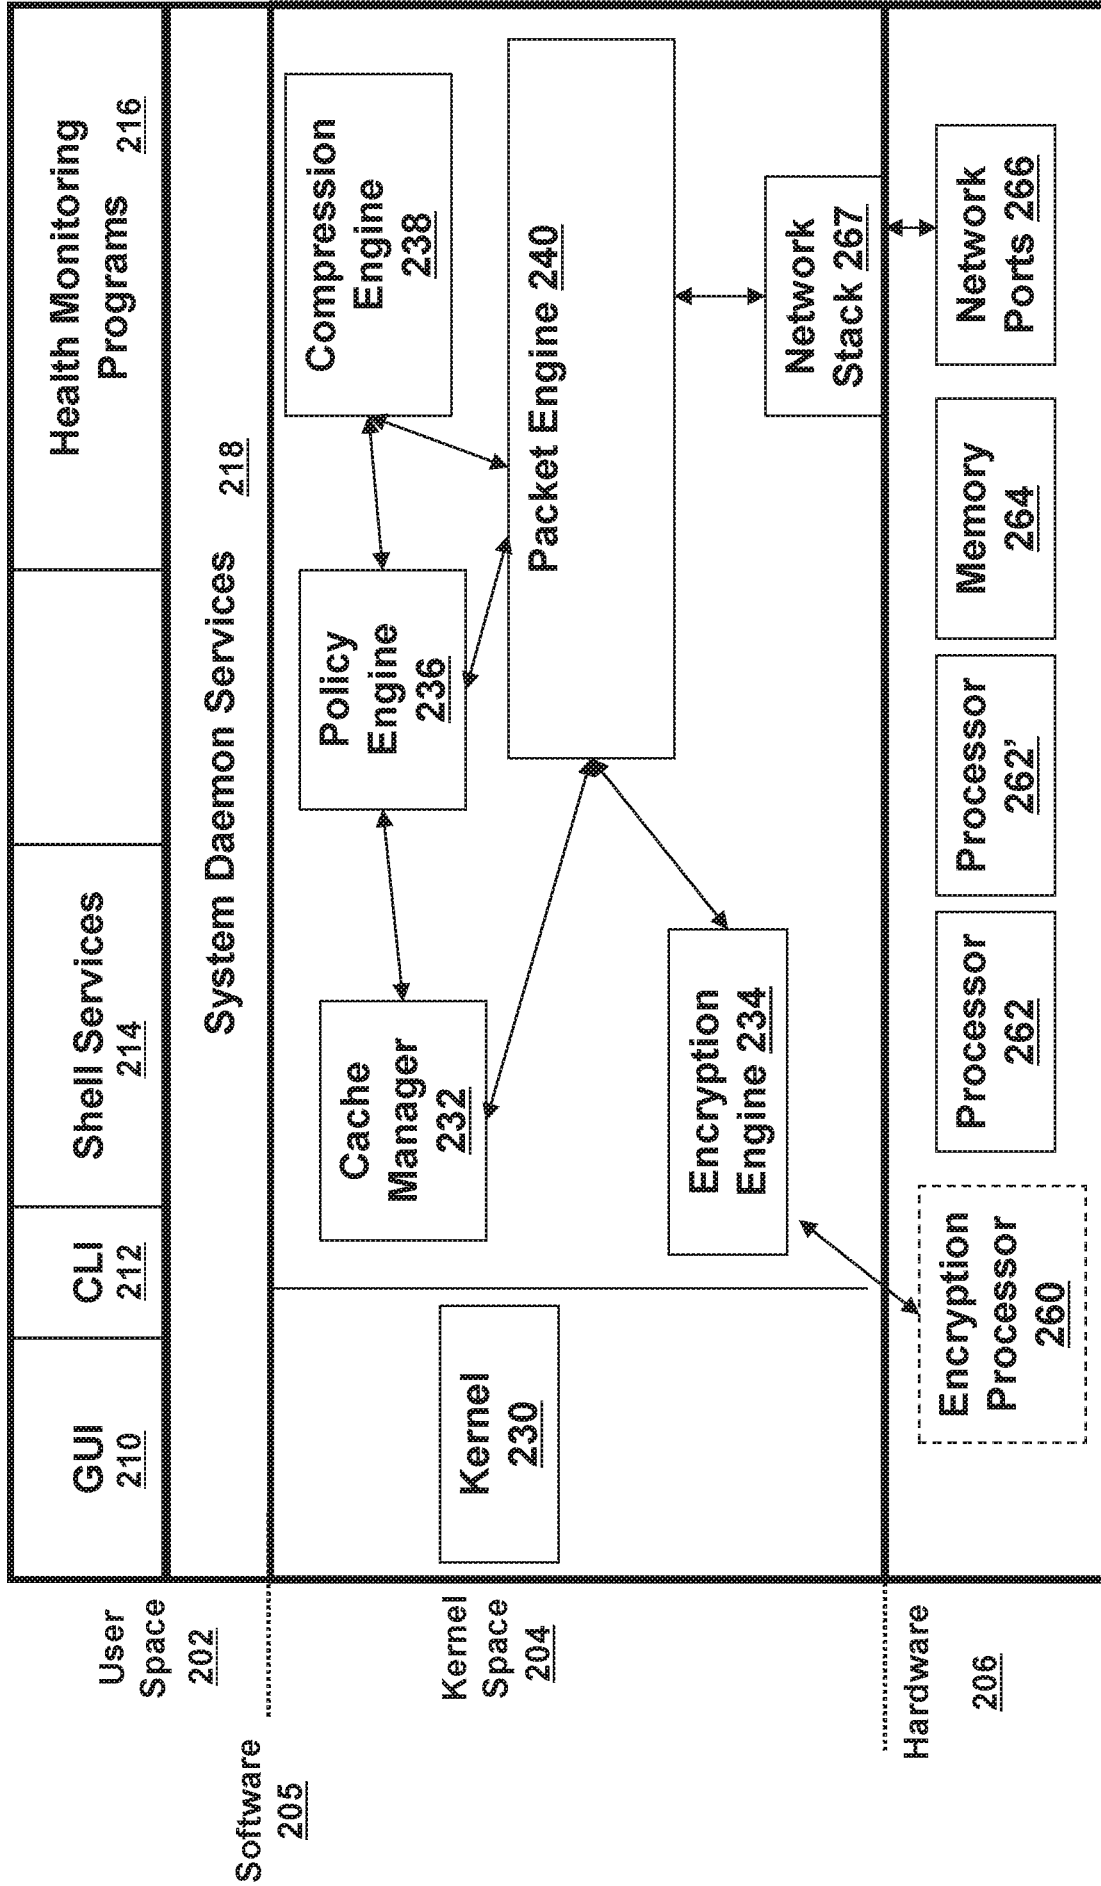 Software
205
User
Space
202
GUI
210
CLI
212
Shell Services
214
Health Monitoring
Programs 216
System Daemon Services 218
Kernel
Space
204
Kernel
230
Cache
Manager
232
Policy
Engine
236
Compression
Engine
238
Packet Engine 240
Encryption
Engine 234
Network
Stack 267
Hardware
206
Encryption
Processor
260
Processor
262
Processor
262’
Memory
264
Network
Ports 266